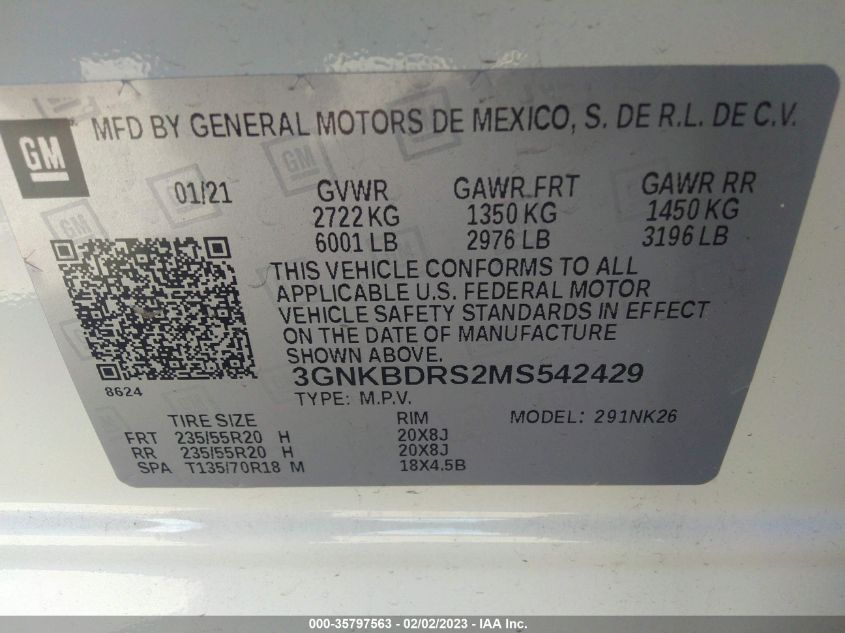 GM
MFD BY GENERAL MOTORS DE MEXICO, S. DE R.L. DE C.V.
01/21 GVWR GAWR FRT GAWR RR
2722 KG 1350 KG 1450 KG
6001 LB 2976 LB 3196 LB
THIS VEHICLE CONFORMS TO ALL
APPLICABLE U.S. FEDERAL MOTOR
VEHICLE SAFETY STANDARDS IN EFFECT
ON THE DATE OF MANUFACTURE
SHOWN ABOVE.
8624
3GNKBDRS2MS542429
TYPE: M.P.V.
TIRE SIZE RIM MODEL: 291NK26
FRT 235/55R20 H 20X8J
RR 235/55R20 H 20X8J
SPA T135/70R18 M 18X4.5B
000-35797563 - 02/02/2023 - IAA Inc.